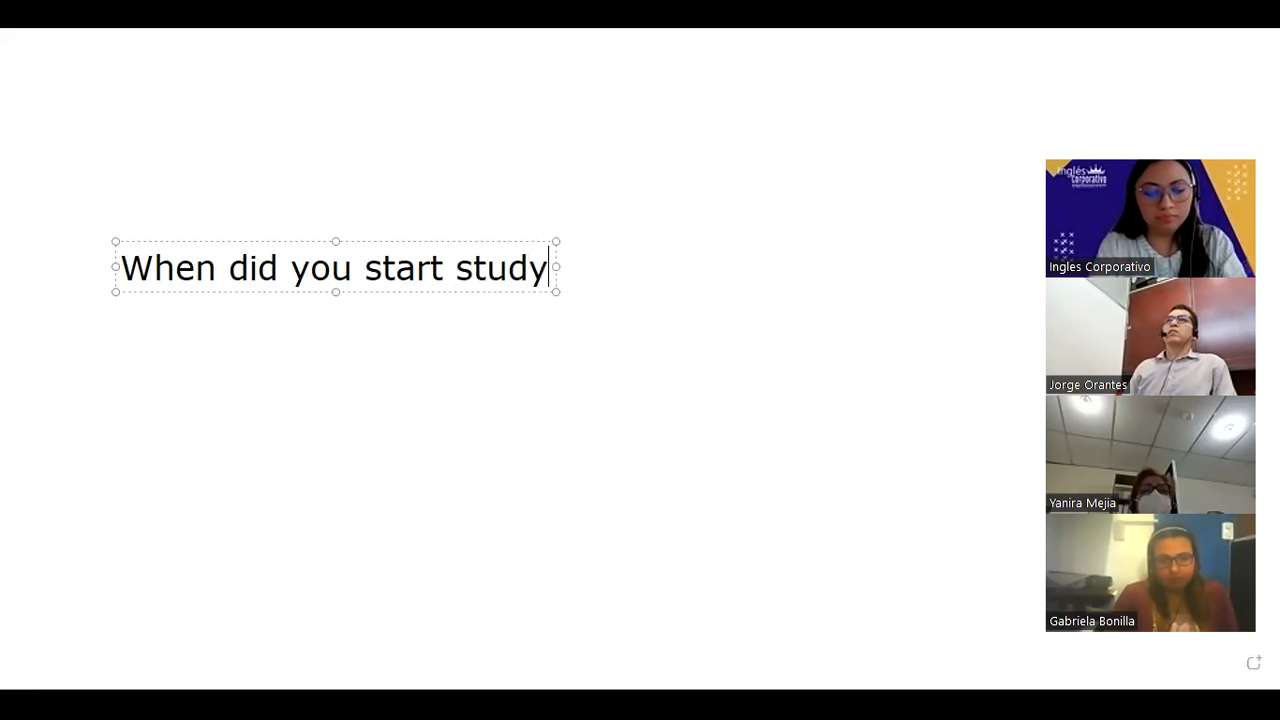 When did you start study
Inglés
Corporativo
Ingles Corporativo
Jorge Orantes
Yanira Mejia
Gabriela Bonilla